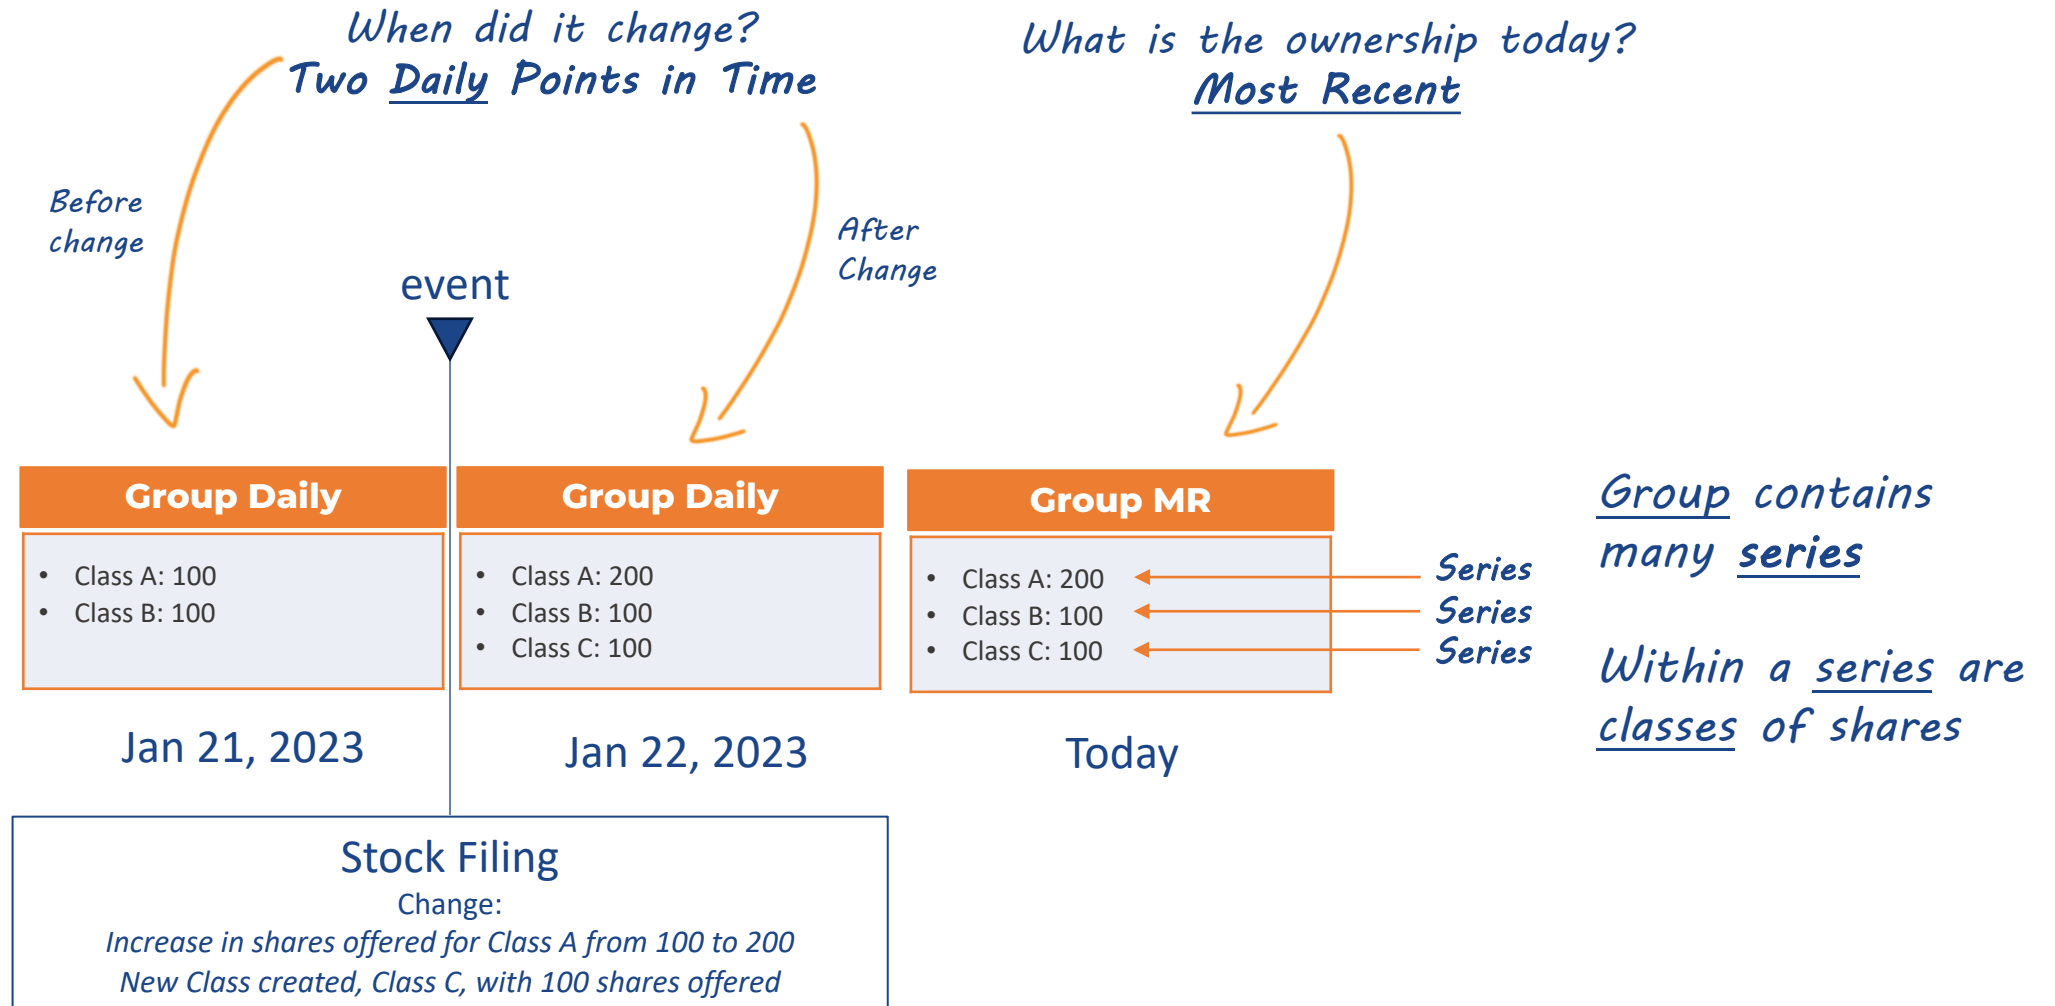 When did it change?
Two Daily Points in Time
What is the ownership today?
Most Recent
Before
change
After
Change
event
Group Daily
• Class A: 100
• Class B: 100
Jan 21, 2023
Group Daily
• Class A: 200
• Class B: 100
• Class C: 100
Jan 22, 2023
Group MR
• Class A: 200
• Class B: 100
• Class C: 100
Today
Series
Series
Series
Group contains
many series
Within a series are
classes of shares
Stock Filing
Change:
Increase in shares offered for Class A from 100 to 200
New Class created, Class C, with 100 shares offered